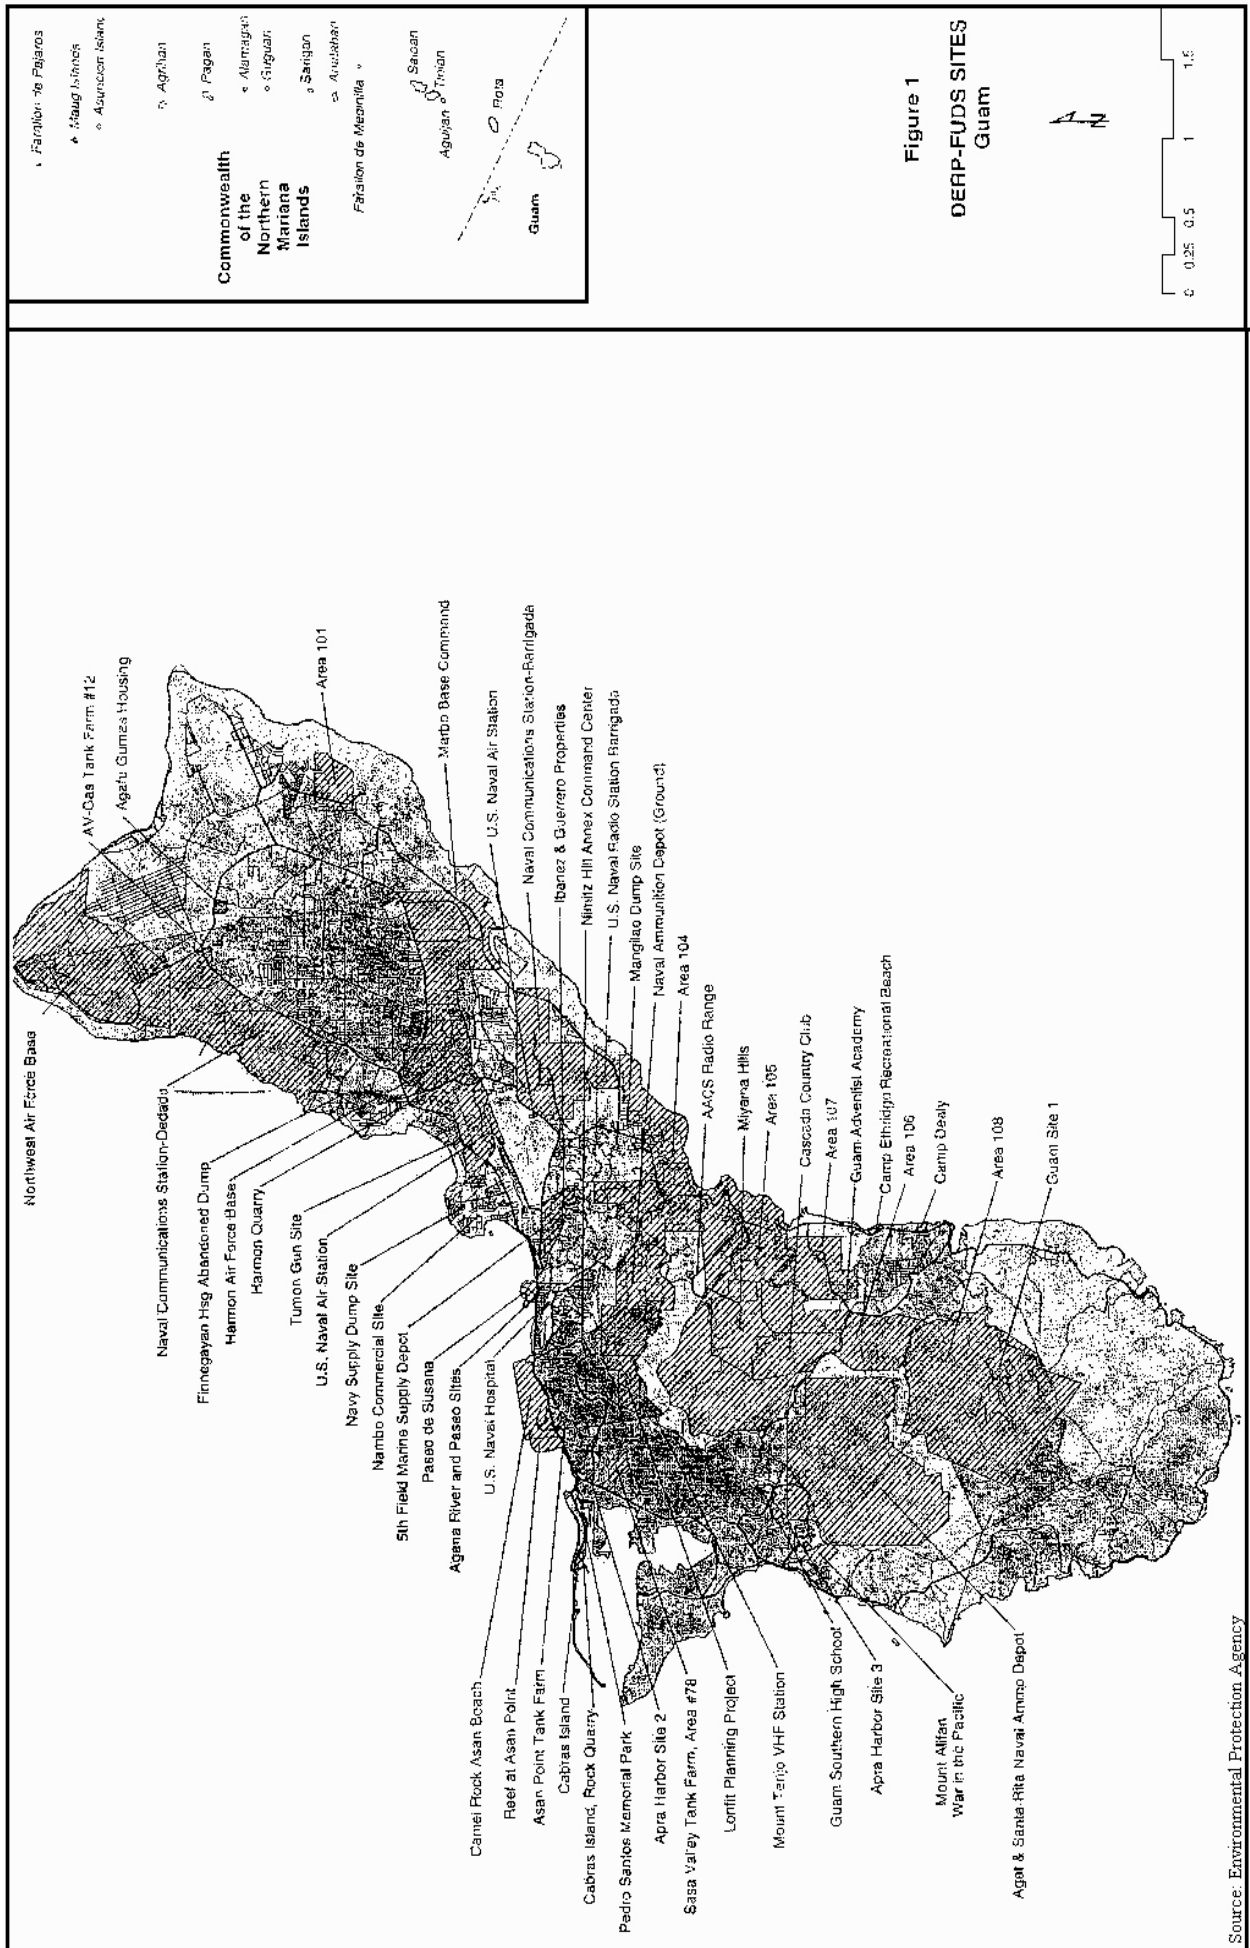 Farallon de Pajaros
Maug Islands
Asuncion Islan
Agrihan
Pagan
Alamagan
Guguan
Sarigan
Anatahan
Farallon de Medinilla
Commonwealth
of the
Northern
Mariana
Islands
Saipan
Tinian
Aguijan
Rota
Guam
Figure 1
DERP-FUDS SITES
Guam
N
0 0.25 0.5 1 1.5
Northwest Air Force Base
AV-Gas Tank Farm #12
Agafu Gumas Housing
Area 101
Marbo Base Command
U.S. Naval Air Station
Naval Communications Station-Barrigada
Ibanez & Guerrero Properties
Nimitz Hill Annex Command Center
U.S. Naval Radio Station Barrigada
Mangilao Dump Site
Naval Ammunition Depot (Ground)
Area 104
AACS Radio Range
Miyama Hills
Area 105
Cascada Country Club
Area 107
Guam Adventist Academy
Camp Ethridge Recreational Beach
Area 106
Camp Dealy
Area 108
Guam Site 1
Naval Communications Station-Dededo
Finnegayan Hsg Abandoned Dump
Harmon Air Force Base
Harmon Quarry
Tumon Gun Site
U.S. Naval Air Station
Navy Supply Dump Site
Nambo Commercial Site
5th Field Marine Supply Depot
Paseo de Susana
Agana River and Paseo Sites
U.S. Naval Hospital
Camel Rock Asan Beach
Reef at Asan Point
Asan Point Tank Farm
Cabras Island
Cabras Island, Rock Quarry
Pedro Santos Memorial Park
Apra Harbor Site 2
Sasa Valley Tank Farm, Area #78
Lonfit Planning Project
Mount Tenjo VHF Station
Guam Southern High School
Apra Harbor Site 3
Mount Alifan
War in the Pacific
Agat & Santa Rita Naval Ammo Depot
Source: Environmental Protection Agency